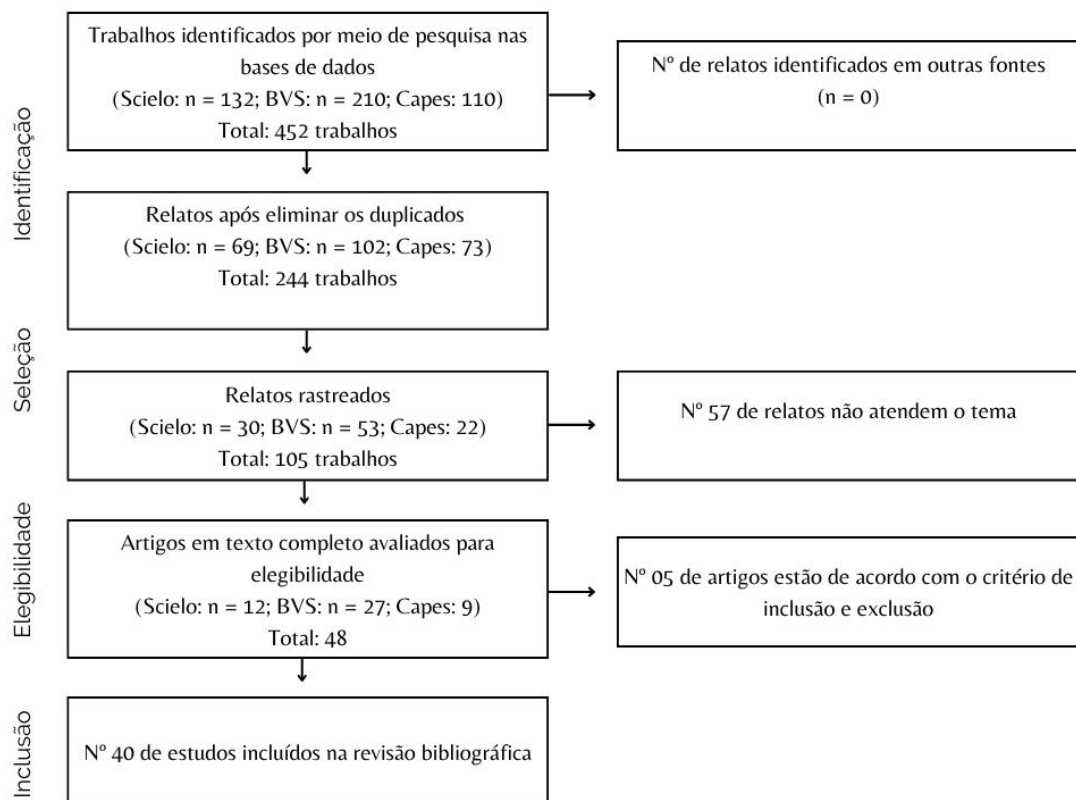 Identificação
Trabalhos identificados por meio de pesquisa nas
bases de dados
(Scielo: n = 132; BVS: n = 210; Capes: 110)
Total: 452 trabalhos
Nº de relatos identificados em outras fontes
(n = 0)
Relatos após eliminar os duplicados
(Scielo: n = 69; BVS: n = 102; Capes: 73)
Total: 244 trabalhos
Seleção
Relatos rastreados
(Scielo: n = 30; BVS: n = 53; Capes: 22)
Total: 105 trabalhos
Nº 57 de relatos não atendem o tema
Elegibilidade
Artigos em texto completo avaliados para
elegibilidade
(Scielo: n = 12; BVS: n = 27; Capes: 9)
Total: 48
Nº 05 de artigos estão de acordo com o critério de
inclusão e exclusão
Inclusão
Nº 40 de estudos incluídos na revisão bibliográfica